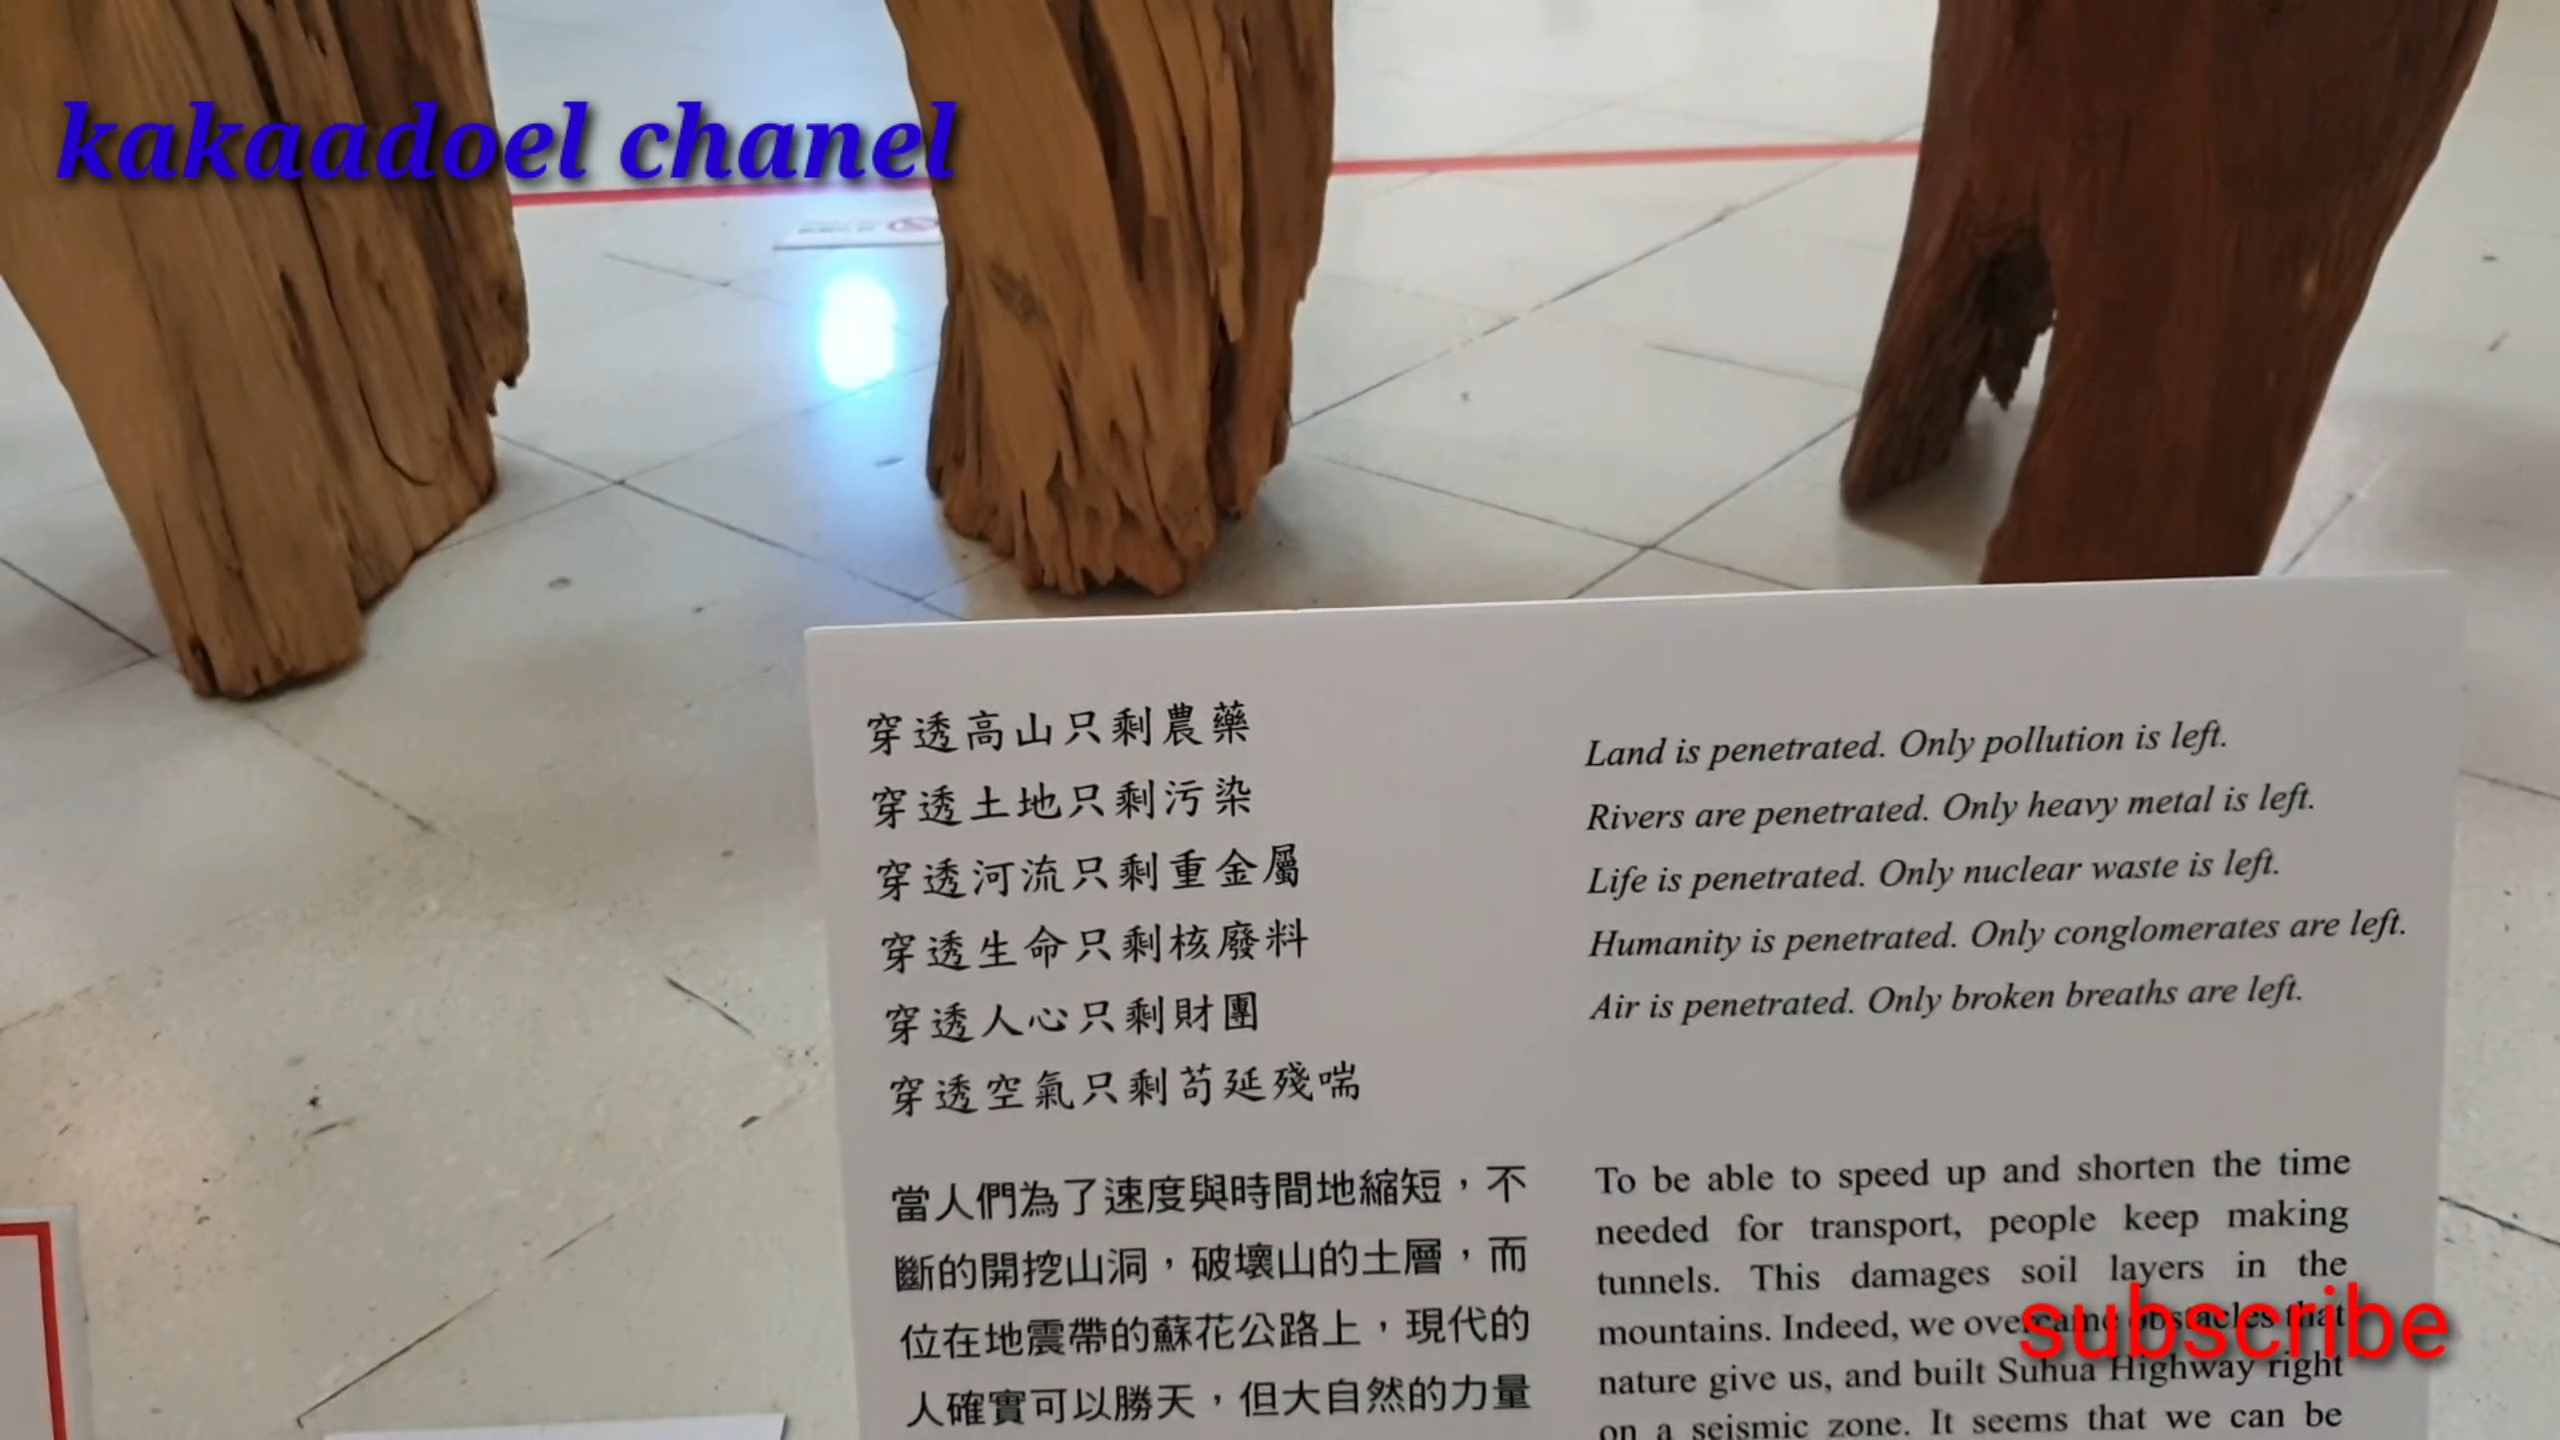 kakaadoel chanel
穿透高山只剩農藥
穿透土地只剩污染
穿透河流只剩重金屬
穿透生命只剩核廢料
穿透人心只剩財團
穿透空氣只剩苟延殘喘
當人們為了速度與時間地縮短，不
斷的開挖山洞，破壞山的土層，而
位在地震帶的蘇花公路上，現代的
人確實可以勝天，但大自然的力量
Land is penetrated. Only pollution is left.
Rivers are penetrated. Only heavy metal is left.
Life is penetrated. Only nuclear waste is left.
Humanity is penetrated. Only conglomerates are left.
Air is penetrated. Only broken breaths are left.
To be able to speed up and shorten the time
needed for transport, people keep making
tunnels. This damages soil layers in the
mountains. Indeed, we overcame obstacles that
nature give us, and built Suhua Highway right
on a seismic zone. It seems that we can be
subscribe